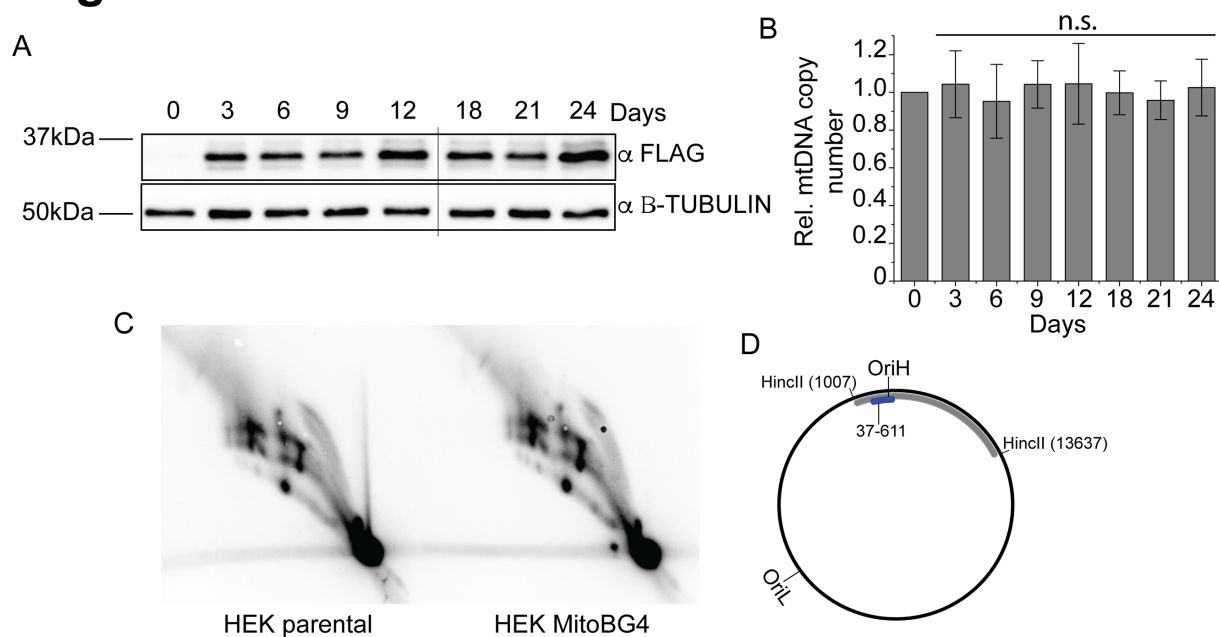 A
0 3 6 9 12 18 21 24 Days
37kDa
α FLAG
50kDa
α B-TUBULIN
B
n.s.
Rel. mtDNA copy
number
1.2
1.0
0.8
0.6
0.4
0.2
0
0 3 6 9 12 18 21 24
Days
C
HEK parental
HEK MitoBG4
D
OriH
HincII (1007)
37-611
HincII (13637)
OriL